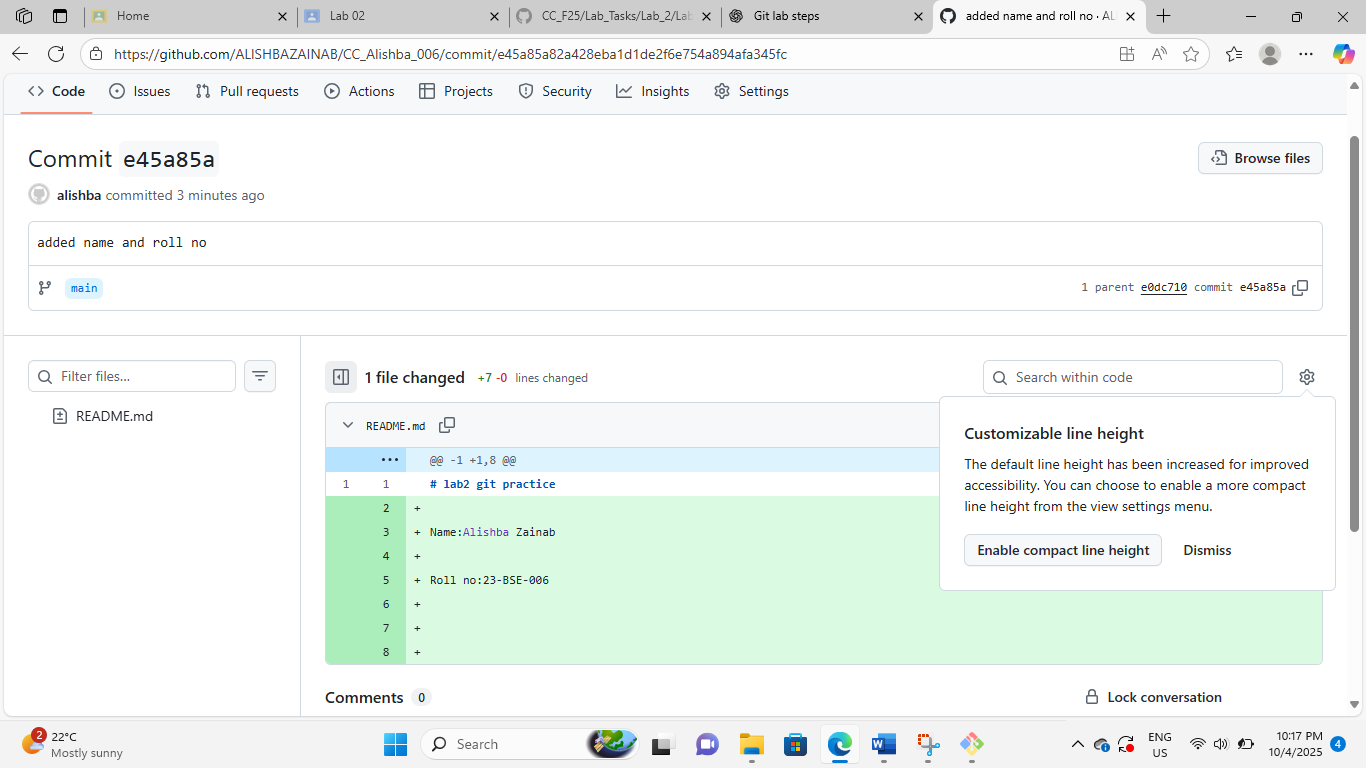 Home
Lab 02
CC_F25/Lab_Tasks/Lab_2/Lab
Git lab steps
added name and roll no · ALI
https://github.com/ALISHBAZAINAB/CC_Alishba_006/commit/e45a85a82a428eba1d1de2f6e754a894afa345fc
Code Issues Pull requests Actions Projects Security Insights Settings
Commit e45a85a
Browse files
alishba committed 3 minutes ago
added name and roll no
main
1 parent e0dc710 commit e45a85a
Filter files...
README.md
1 file changed +7 -0 lines changed
Search within code
README.md
@@ -1 +1,8 @@
1 1 # lab2 git practice
2 +
3 + Name:Alishba Zainab
4 +
5 + Roll no:23-BSE-006
6 +
7 +
8 +
Customizable line height
The default line height has been increased for improved
accessibility. You can choose to enable a more compact
line height from the view settings menu.
Enable compact line height Dismiss
Comments 0
Lock conversation
2
22°C
Mostly sunny
Search
ENG
US
10:17 PM
10/4/2025
4